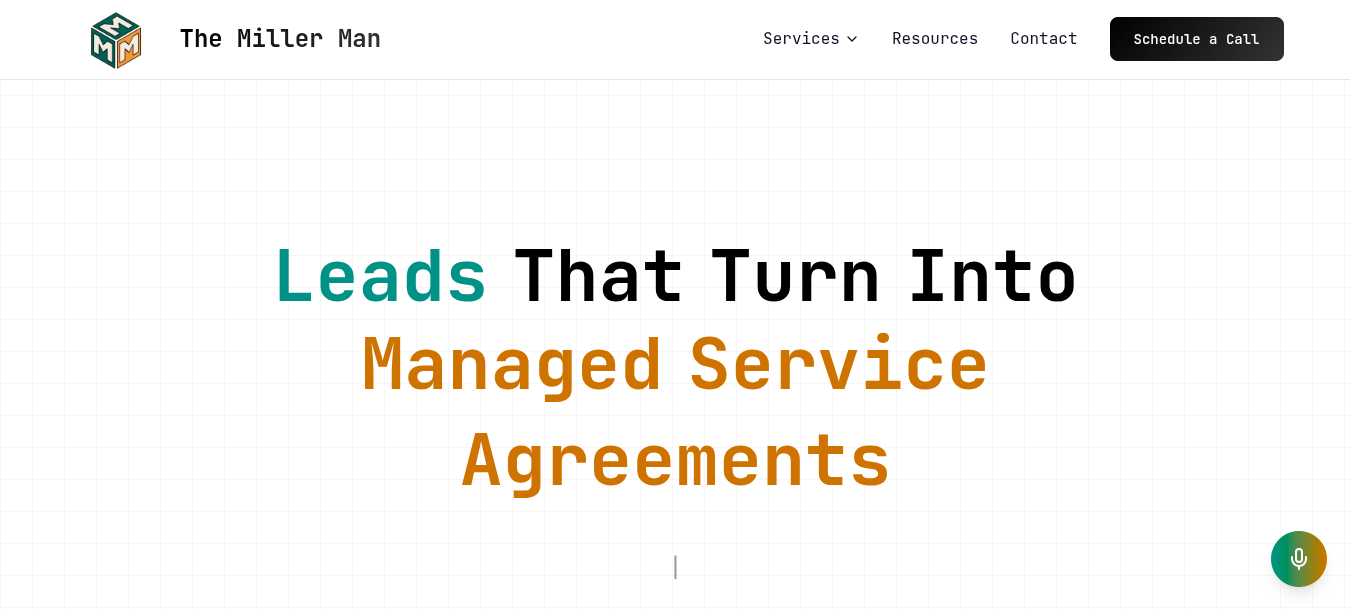 M M M
The Miller Man
Services
Resources
Contact
Schedule a Call
Leads That Turn Into
Managed Service
Agreements